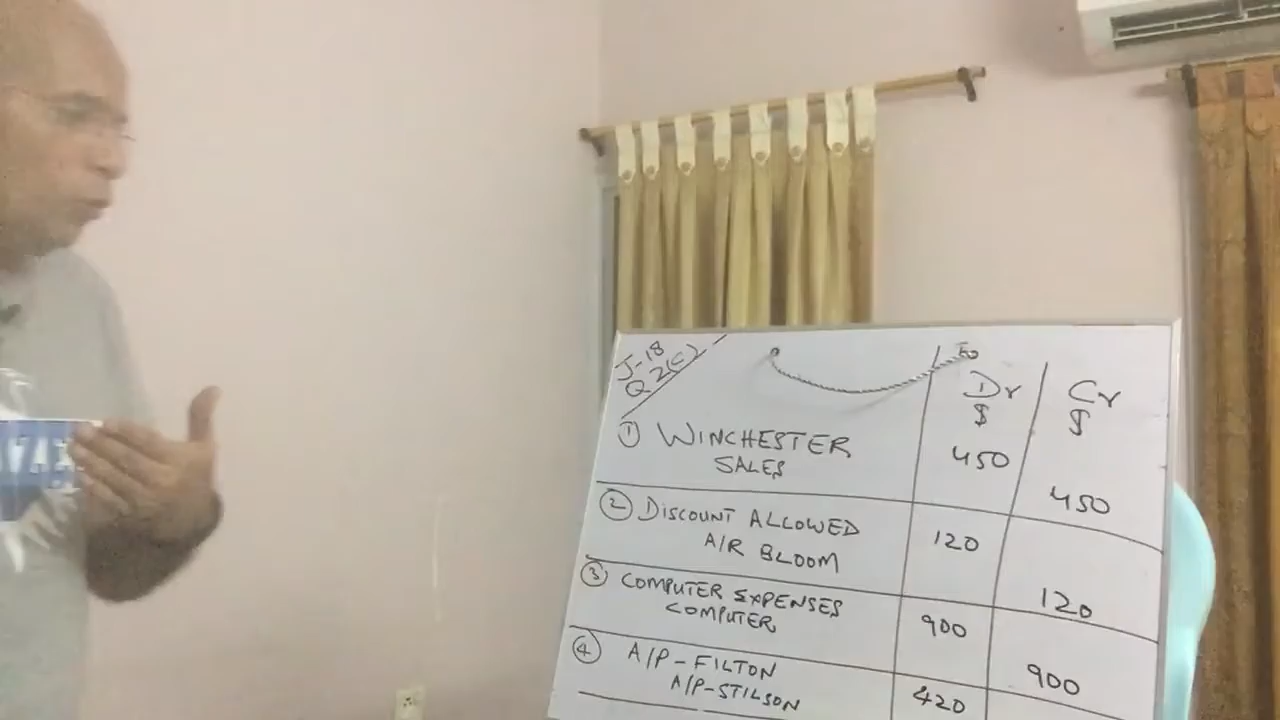 J-18
Q 2(C)
Dr
Cr
$
$
① WINCHESTER
450
SALES
450
② DISCOUNT ALLOWED
120
A/R BLOOM
120
③ COMPUTER EXPENSES
900
COMPUTER
900
④ A/P-FILTON
420
A/P-STILSON